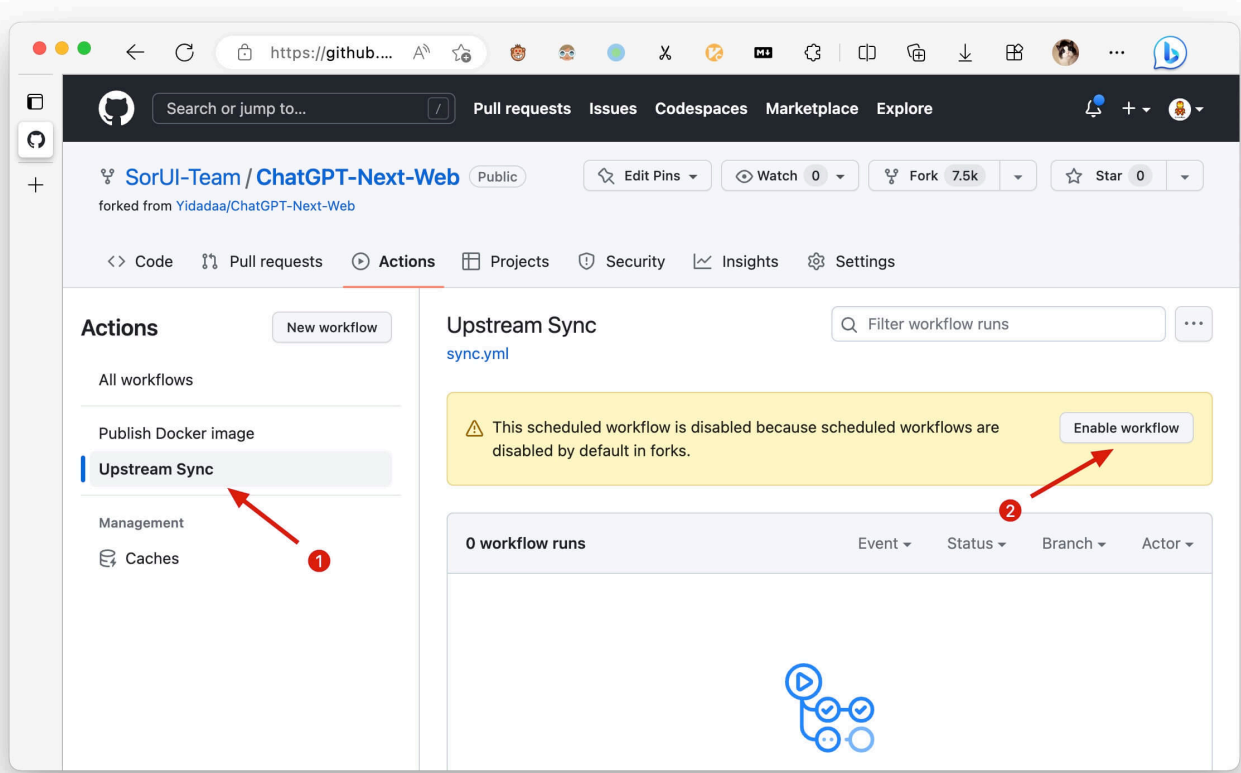 https://github....
Search or jump to... /
Pull requests Issues Codespaces Marketplace Explore
SorUI-Team / ChatGPT-Next-Web Public
Edit Pins Watch 0 Fork 7.5k Star 0
forked from Yidadaa/ChatGPT-Next-Web
Code Pull requests Actions Projects Security Insights Settings
Actions
New workflow
All workflows
Publish Docker image
Upstream Sync
1
Management
Caches
Upstream Sync
Filter workflow runs
sync.yml
This scheduled workflow is disabled because scheduled workflows are
disabled by default in forks.
Enable workflow
2
0 workflow runs
Event Status Branch Actor